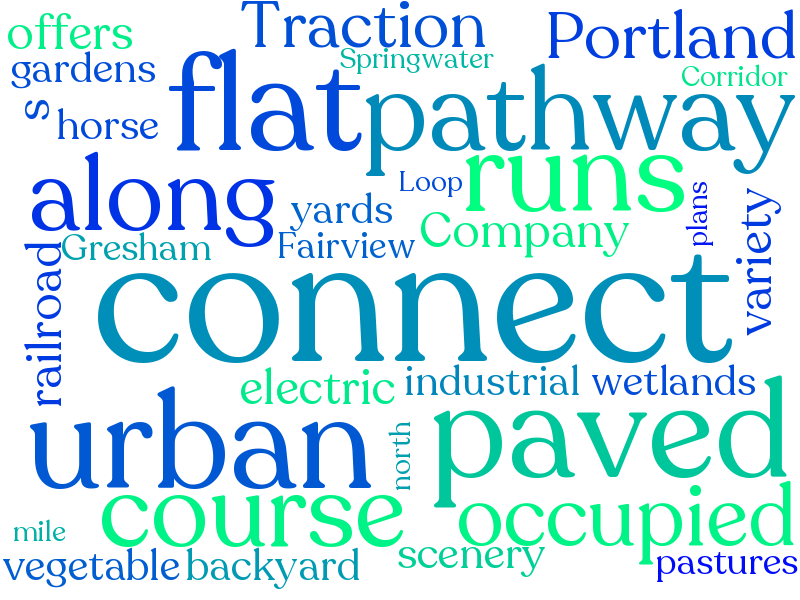 offers
Traction
Portland
gardens
Springwater
Corridor
s
horse
flat
pathway
along
Loop
runs
yards
Company
plans
variety
Gresham
Fairview
railroad
connect
electric
industrial
wetlands
urban
north
paved
course
occupied
mile
vegetable
backyard
scenery
pastures